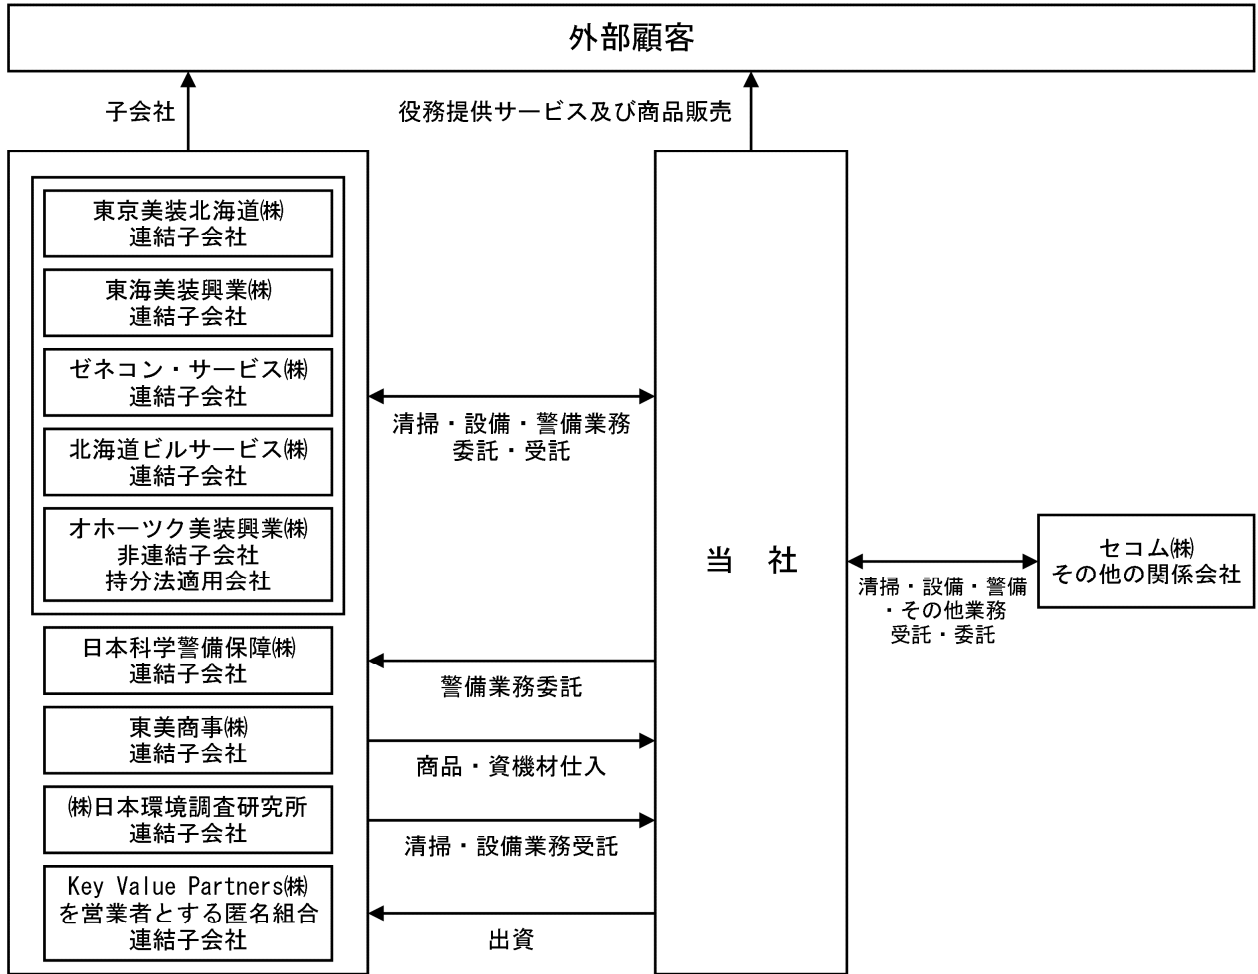 外部顧客
子会社
役務提供サービス及び商品販売
東京美装北海道㈱
連結子会社
東海美装興業㈱
連結子会社
ゼネコン・サービス㈱
連結子会社
北海道ビルサービス㈱
連結子会社
オホーツク美装興業㈱
非連結子会社
持分法適用会社
日本科学警備保障㈱
連結子会社
東美商事㈱
連結子会社
㈱日本環境調査研究所
連結子会社
Key Value Partners㈱
を営業者とする匿名組合
連結子会社
清掃・設備・警備業務
委託・受託
警備業務委託
商品・資機材仕入
清掃・設備業務受託
出資
当　社
清掃・設備・警備
・その他業務
受託・委託
セコム㈱
その他の関係会社